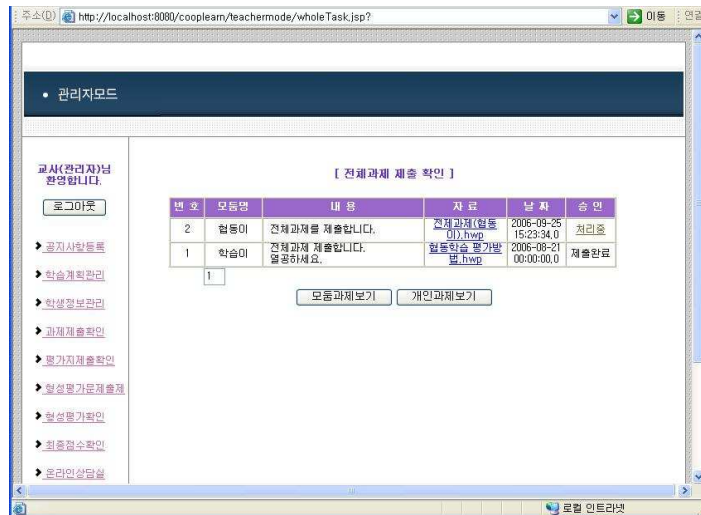 주소(D) http://localhost:8080/cooplearn/teachermode/wholeTask.jsp? 이동 연결
• 관리자모드
교사(관리자)님
환영합니다.
로그아웃
공지사항등록
학습계획관리
학생정보관리
과제제출확인
평가지제출확인
형성평가문제출제
형성평가확인
최종점수확인
온라인상담실
[ 전체과제 제출 확인 ]
번 호 모둠명 내 용 자 료 날 짜 승 인
2 협동이 전체과제를 제출합니다. 전체과제(협동이).hwp 2006-09-25 15:23:34,0 처리중
1 학습이 전체과제 제출합니다. 열공하세요. 협동학습 평가방법.hwp 2006-08-21 00:00:00,0 제출완료
1
모둠과제보기 개인과제보기
로컬 인트라넷